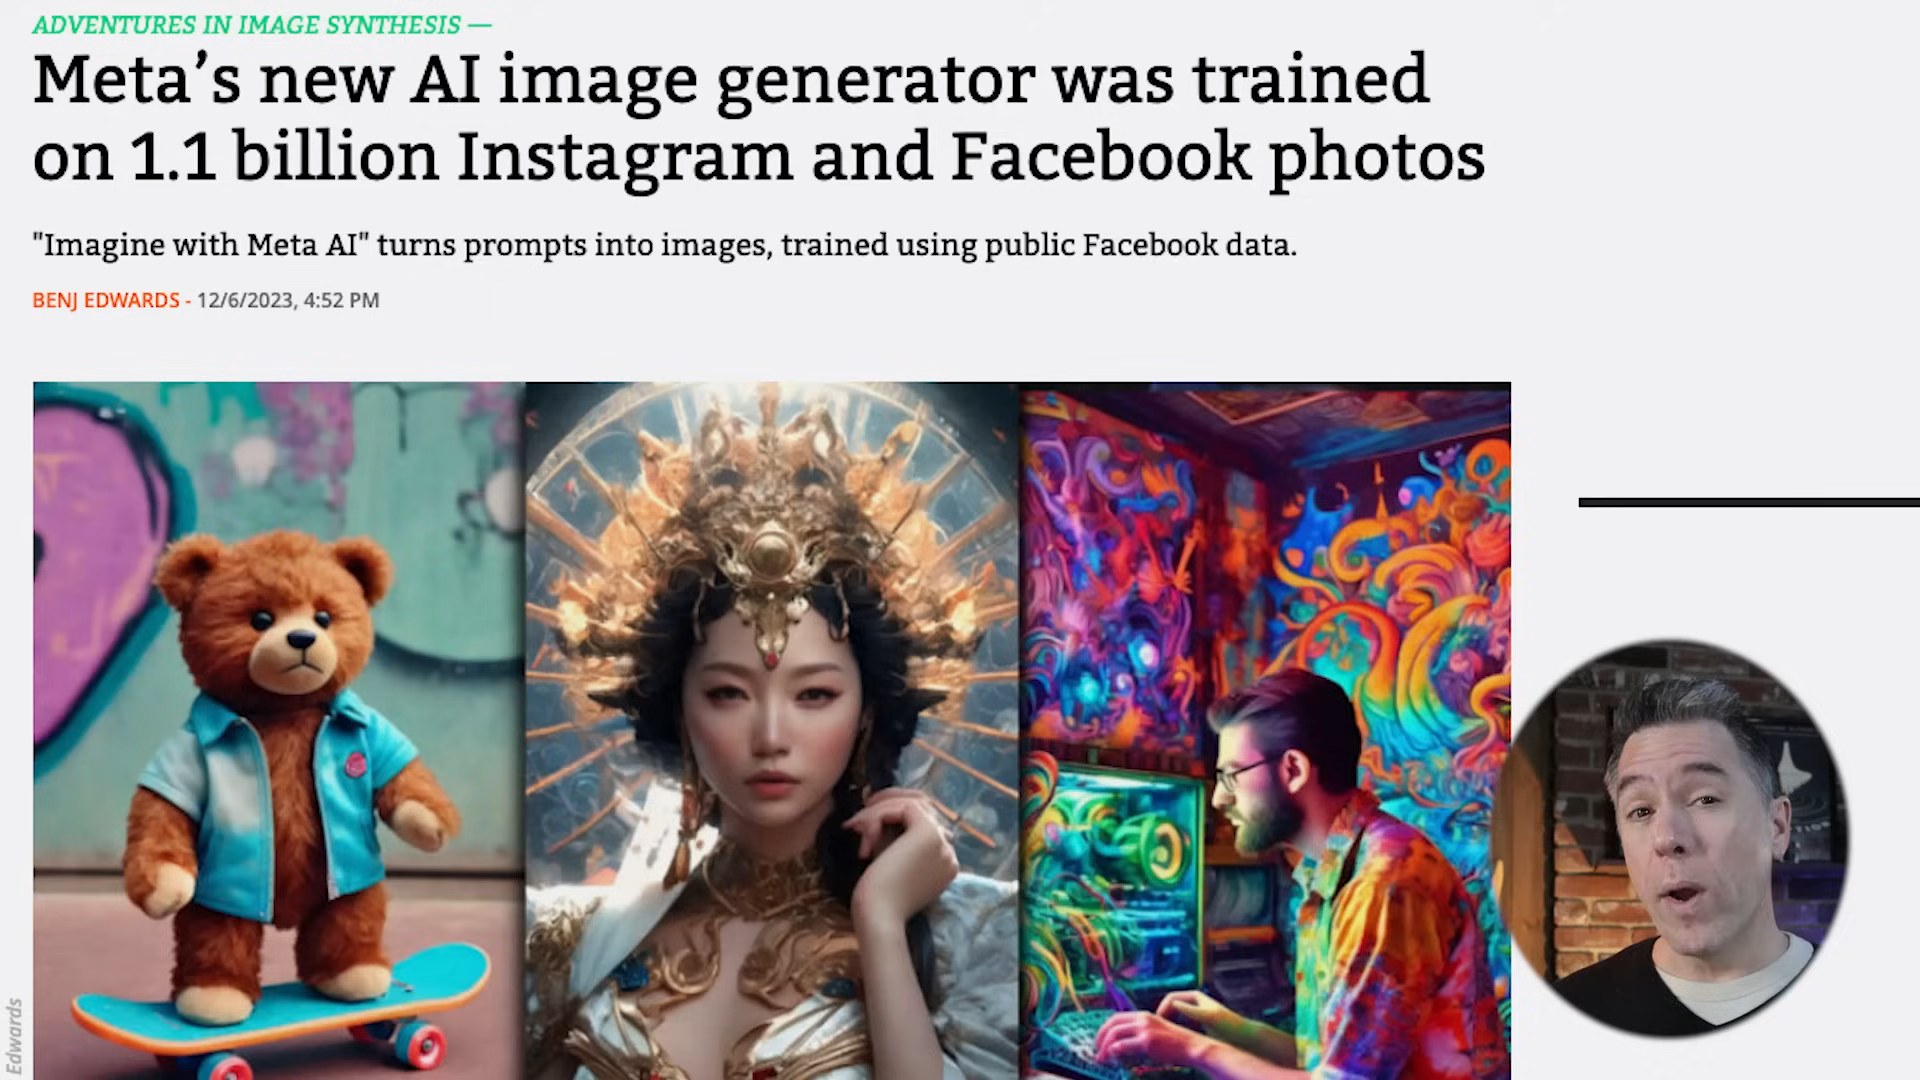 ADVENTURES IN IMAGE SYNTHESIS —
Meta’s new AI image generator was trained
on 1.1 billion Instagram and Facebook photos
"Imagine with Meta AI" turns prompts into images, trained using public Facebook data.
BENJ EDWARDS - 12/6/2023, 4:52 PM
Edwards